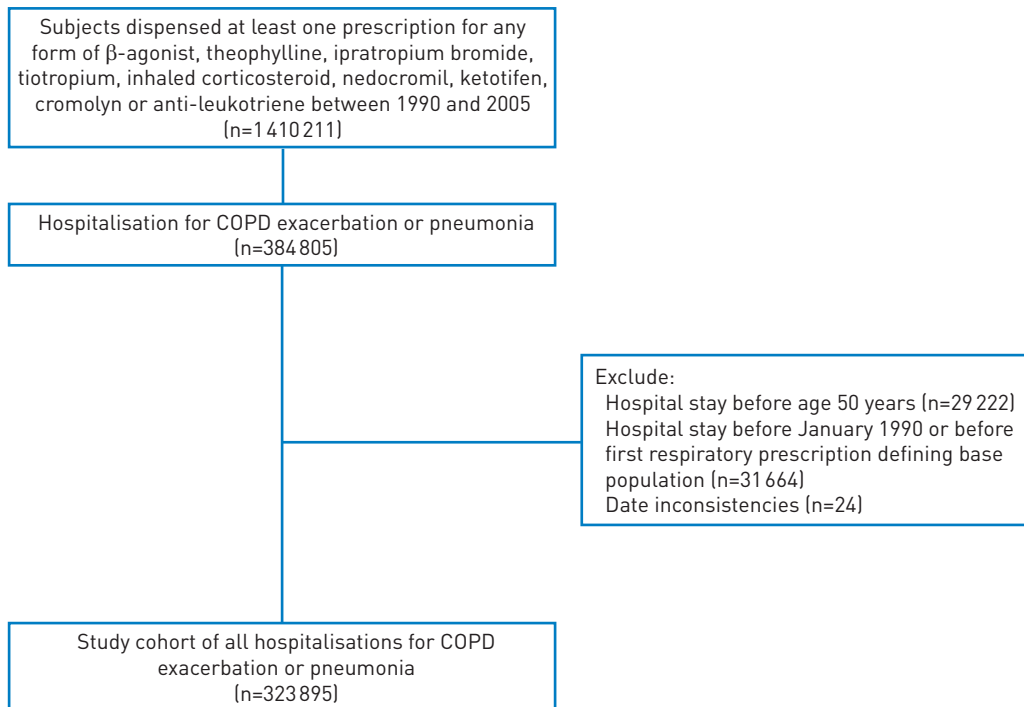 Subjects dispensed at least one prescription for any
form of β-agonist, theophylline, ipratropium bromide,
tiotropium, inhaled corticosteroid, nedocromil, ketotifen,
cromolyn or anti-leukotriene between 1990 and 2005
(n=1 410 211)
Hospitalisation for COPD exacerbation or pneumonia
(n=384 805)
Exclude:
Hospital stay before age 50 years (n=29 222)
Hospital stay before January 1990 or before
first respiratory prescription defining base
population (n=31 664)
Date inconsistencies (n=24)
Study cohort of all hospitalisations for COPD
exacerbation or pneumonia
(n=323 895)